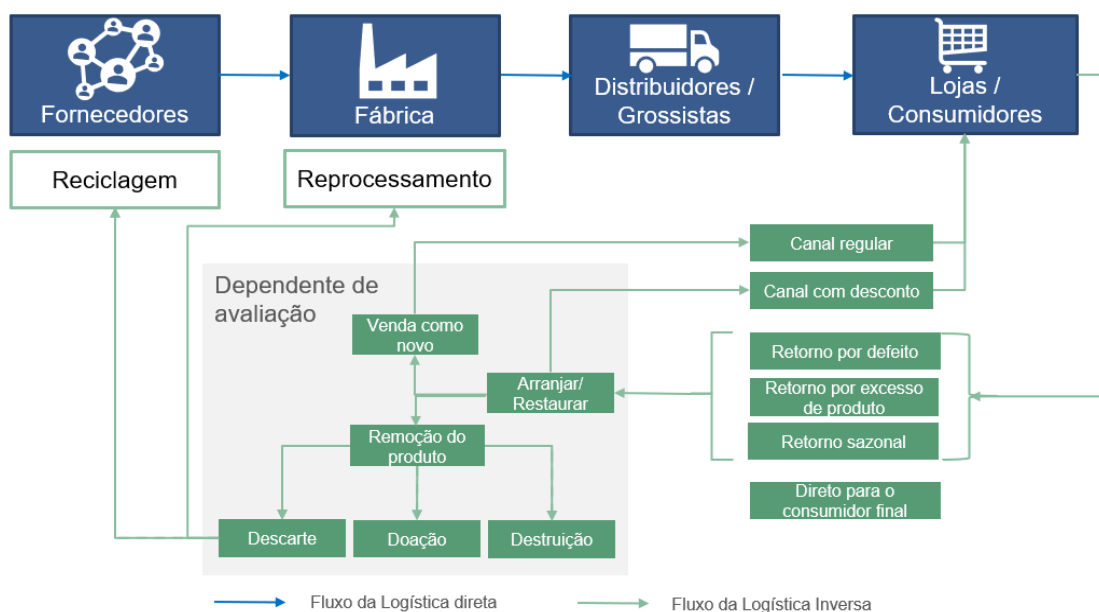 Fornecedores
Fábrica
Distribuidores /
Grossistas
Lojas /
Consumidores
Reciclagem
Reprocessamento
Canal regular
Canal com desconto
Dependente de
avaliação
Venda como
novo
Arranjar/
Restaurar
Retorno por defeito
Retorno por excesso
de produto
Retorno sazonal
Remoção do
produto
Direto para o
consumidor final
Descarte
Doação
Destruição
Fluxo da Logística direta
Fluxo da Logística Inversa